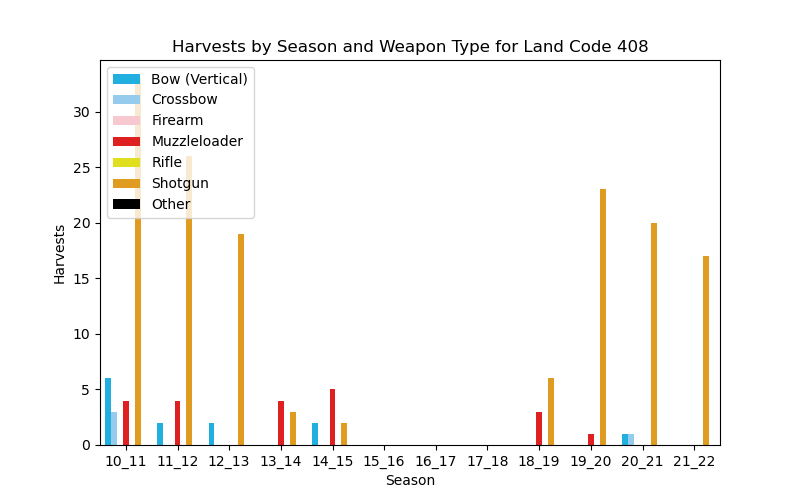 Harvests by Season and Weapon Type for Land Code 408
Bow (Vertical)
Crossbow
Firearm
Muzzleloader
Rifle
Shotgun
Other
Harvests
30
25
20
15
10
5
0
10_11 11_12 12_13 13_14 14_15 15_16 16_17 17_18 18_19 19_20 20_21 21_22
Season